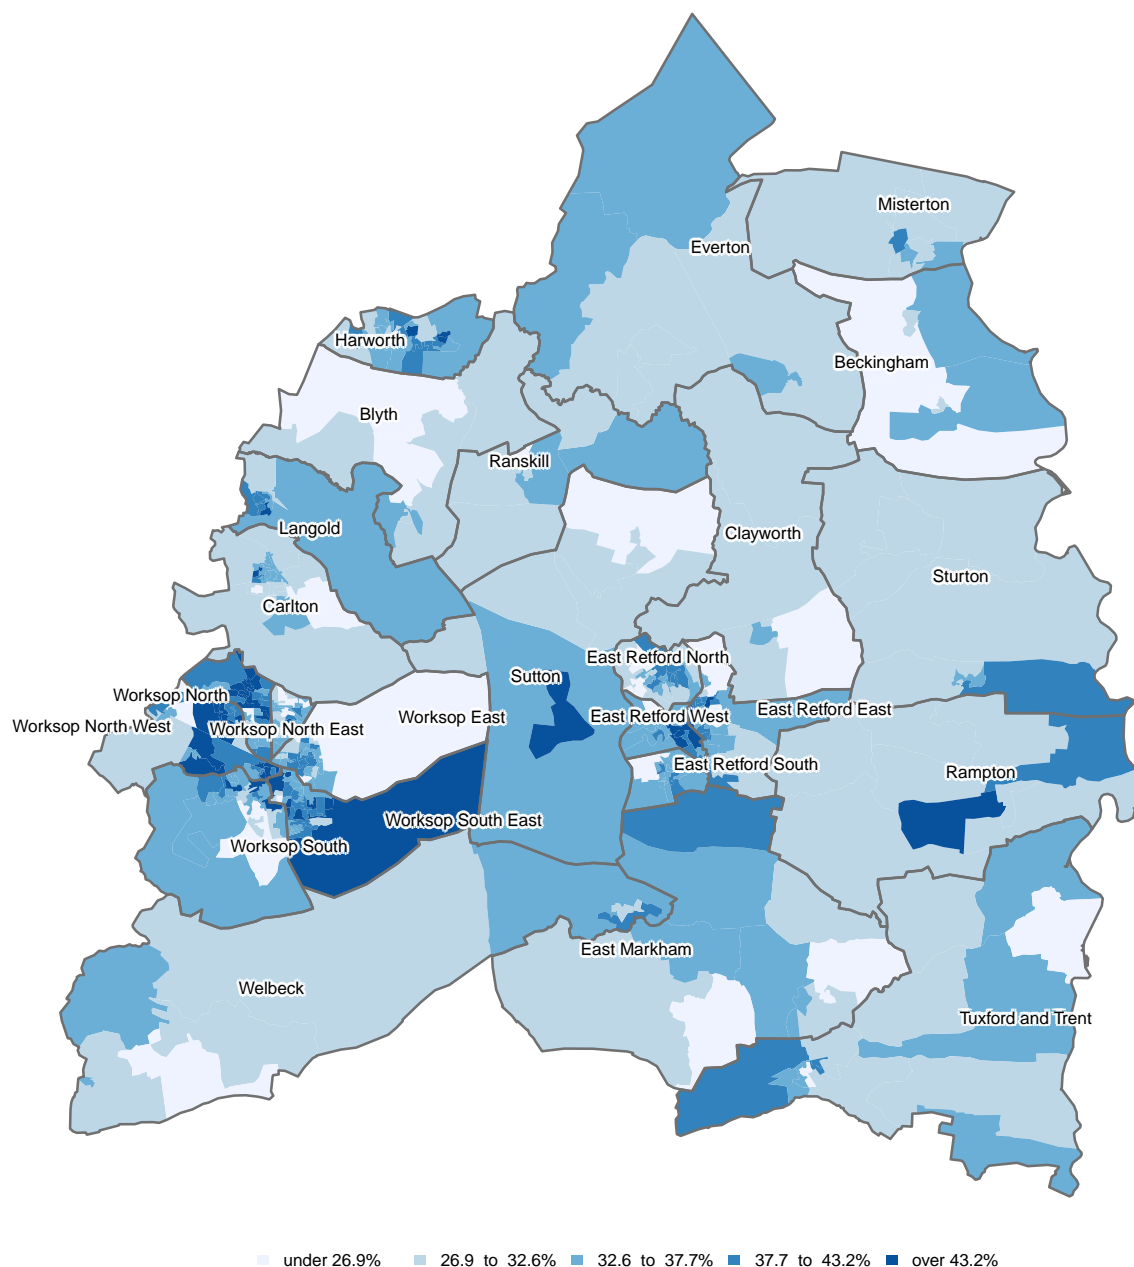 Misterton
Everton
Harworth
Beckingham
Blyth
Ranskill
Langold
Clayworth
Sturton
Carlton
East Retford North
Sutton
Worksop North
East Retford East
Worksop East
East Retford West
Worksop North West
Worksop North East
East Retford South
Rampton
Worksop South East
Worksop South
East Markham
Welbeck
Tuxford and Trent
under 26.9% 26.9 to 32.6% 32.6 to 37.7% 37.7 to 43.2% over 43.2%